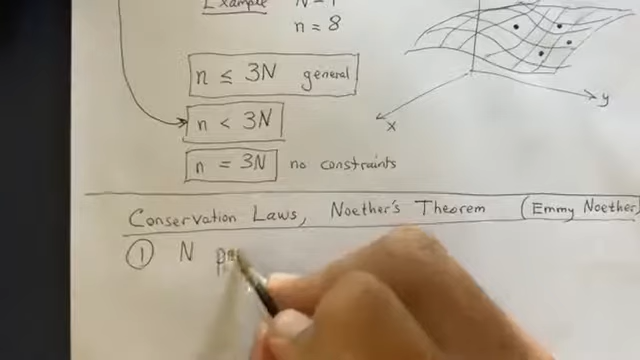 Example
n = 8
n ≤ 3N general
n < 3N
n = 3N no constraints
x
y
Conservation Laws, Noether's Theorem (Emmy Noether)
① N